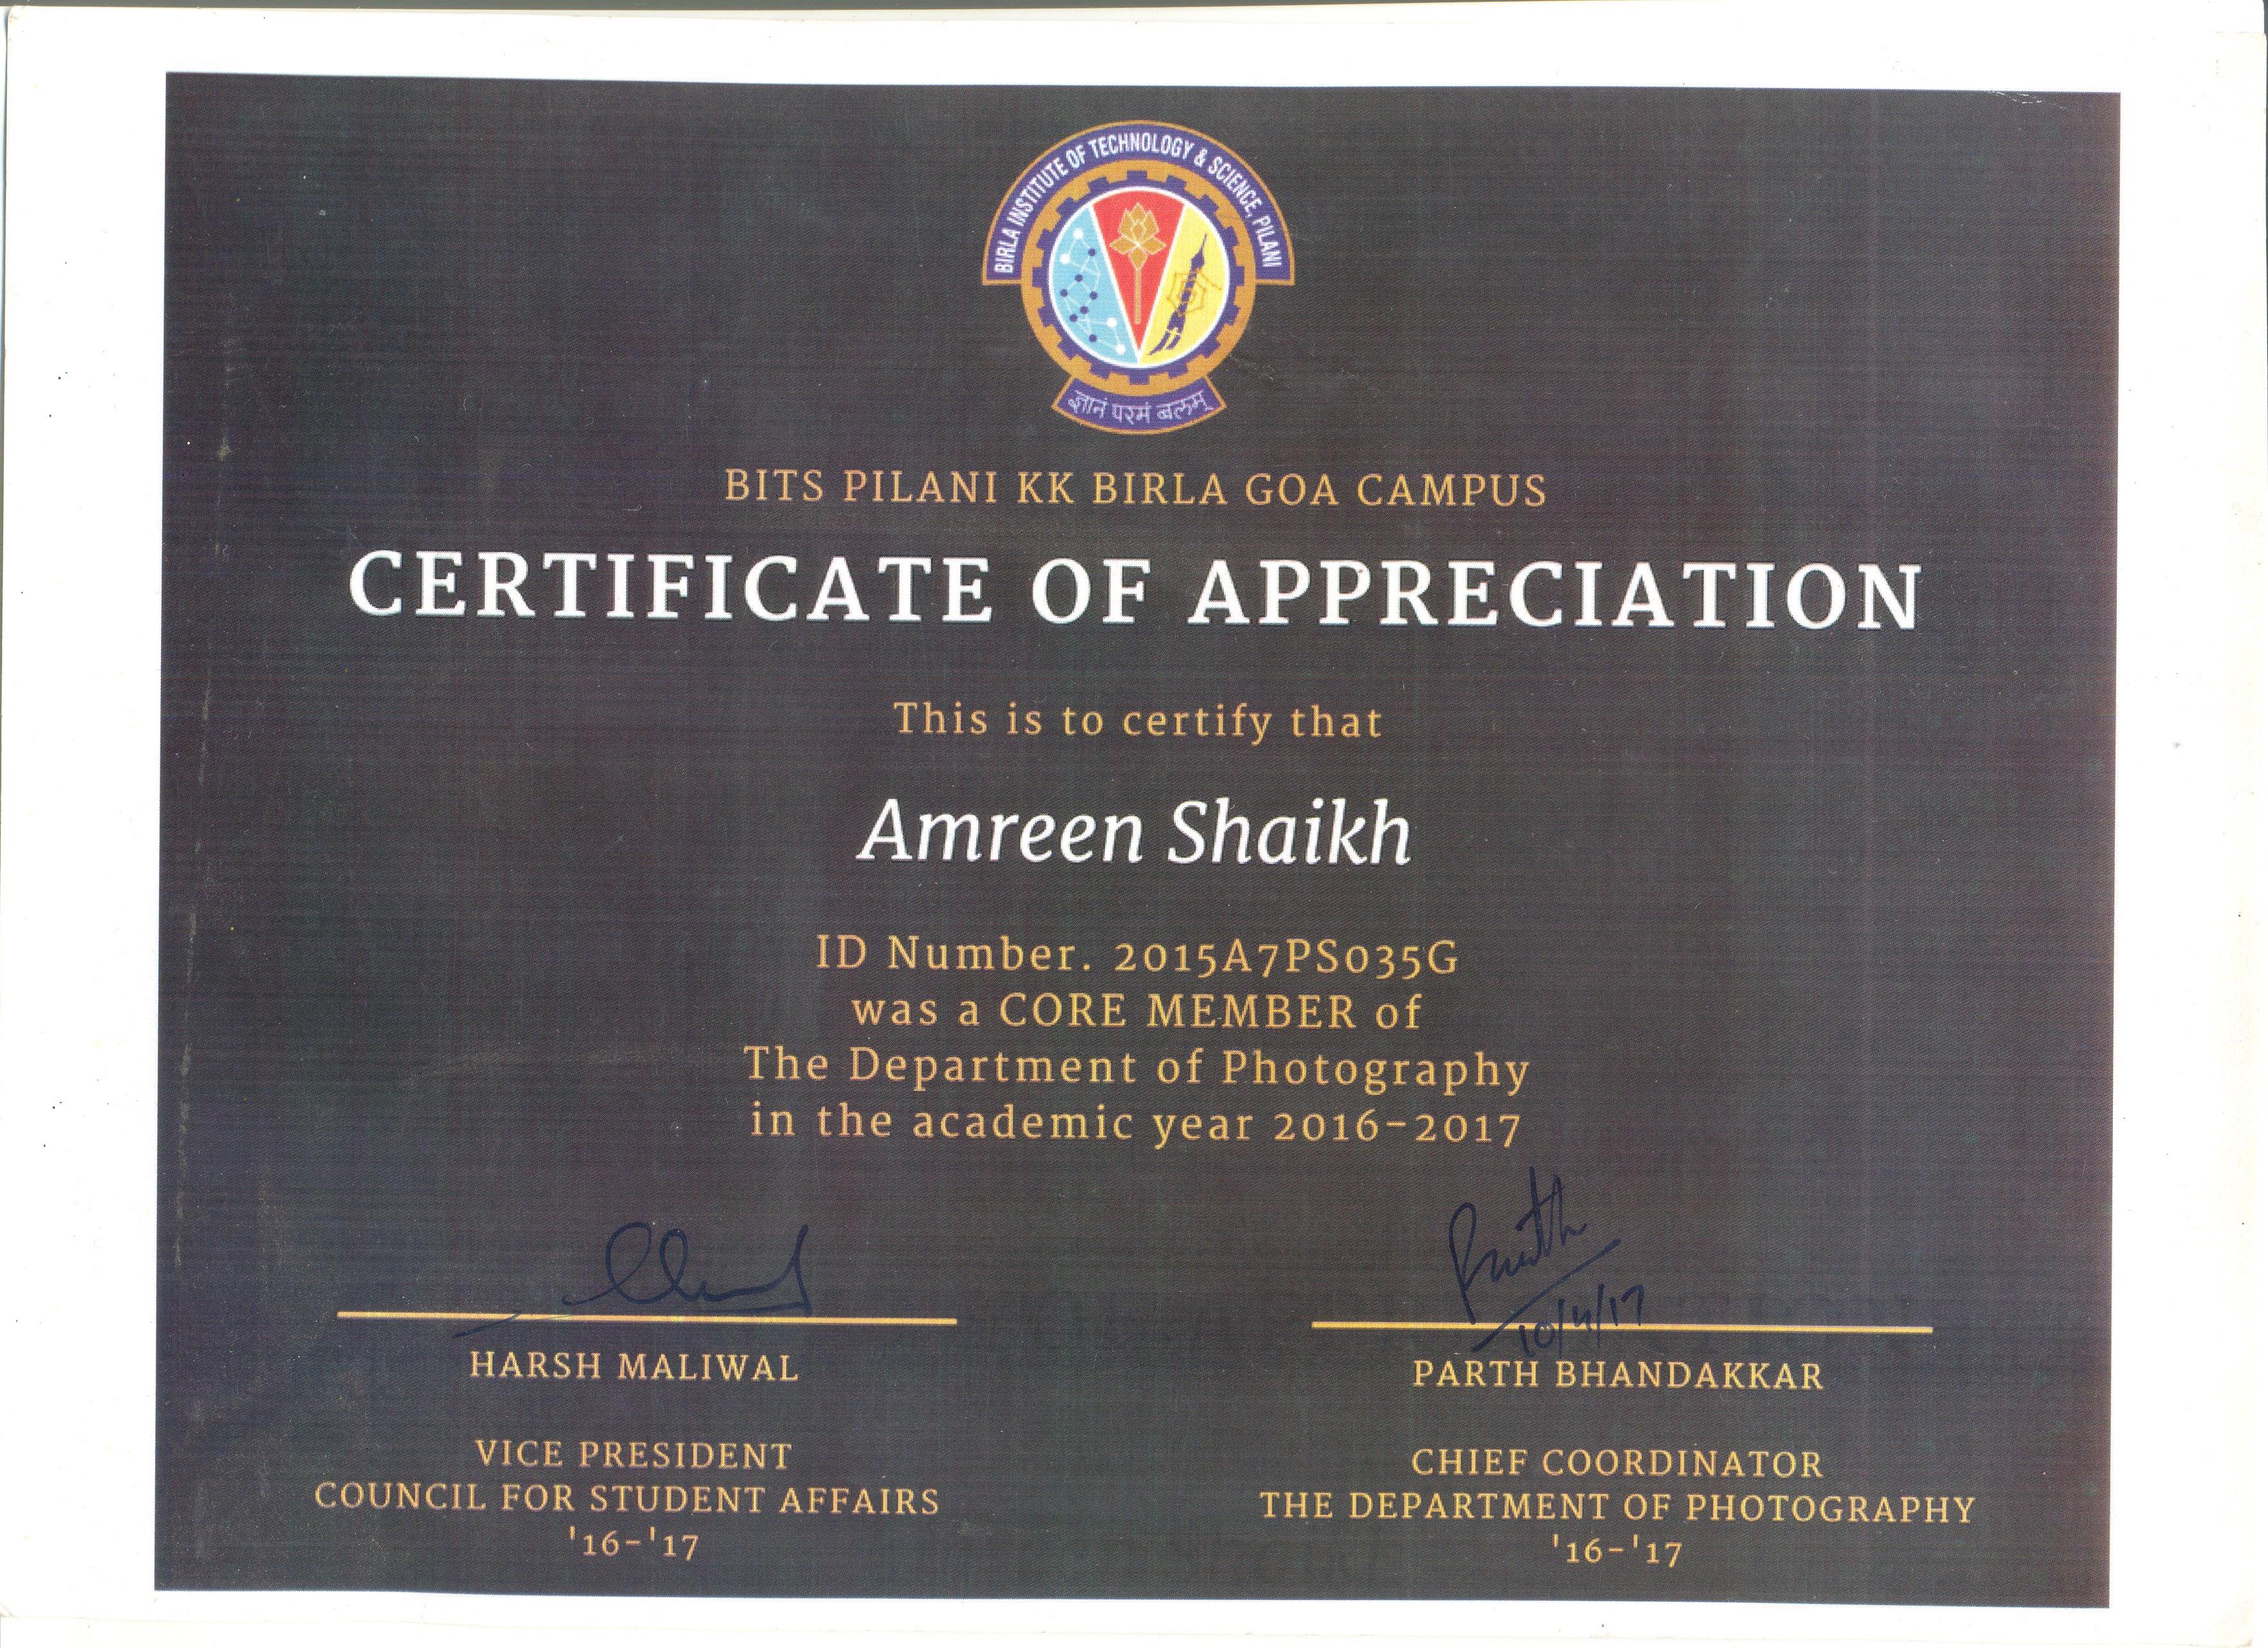 BIRLA INSTITUTE OF TECHNOLOGY & SCIENCE, PILANI
ज्ञानं परमं बलम्
BITS PILANI KK BIRLA GOA CAMPUS
CERTIFICATE OF APPRECIATION
This is to certify that
Amreen Shaikh
ID Number. 2015A7PS035G
was a CORE MEMBER of
The Department of Photography
in the academic year 2016-2017
Parth
10/4/17
HARSH MALIWAL
PARTH BHANDAKKAR
VICE PRESIDENT
COUNCIL FOR STUDENT AFFAIRS
'16-'17
CHIEF COORDINATOR
THE DEPARTMENT OF PHOTOGRAPHY
'16-'17